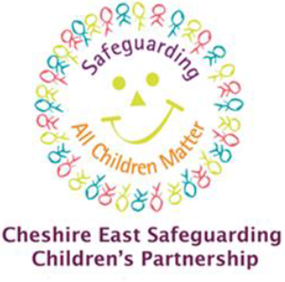 Safeguarding
All Children Matter
Cheshire East Safeguarding
Children's Partnership